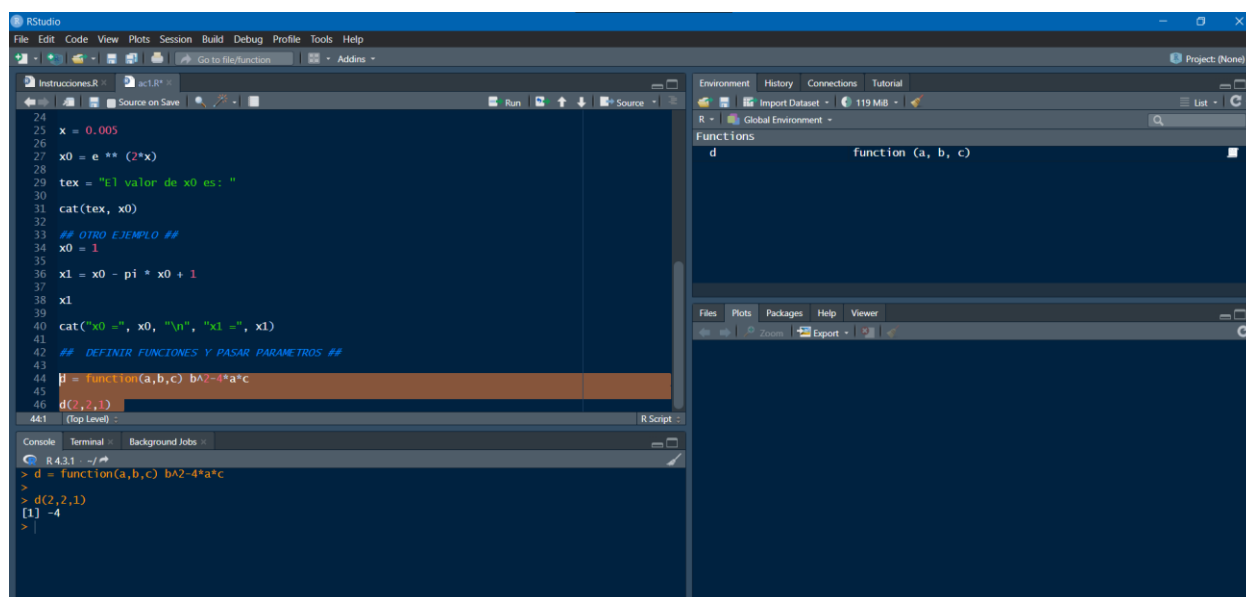 RStudio
File Edit Code View Plots Session Build Debug Profile Tools Help
Go to file/function Addins
Project: (None)
Instrucciones.R ac1.R*
Source on Save Run Source
24
25 x = 0.005
26
27 x0 = e ** (2*x)
28
29 tex = "El valor de x0 es: "
30
31 cat(tex, x0)
32
33 ## OTRO EJEMPLO ##
34 x0 = 1
35
36 x1 = x0 - pi * x0 + 1
37
38 x1
39
40 cat("x0 =", x0, "\n", "x1 =", x1)
41
42 ## DEFINIR FUNCIONES Y PASAR PARAMETROS ##
43
44 d = function(a,b,c) b^2-4*a*c
45
46 d(2,2,1)
44:1 (Top Level) R Script
Console Terminal Background Jobs
R 4.3.1 · ~/
> d = function(a,b,c) b^2-4*a*c
>
> d(2,2,1)
[1] -4
>
Environment History Connections Tutorial
Import Dataset 119 MiB List
R Global Environment
Functions
d function (a, b, c)
Files Plots Packages Help Viewer
Zoom Export